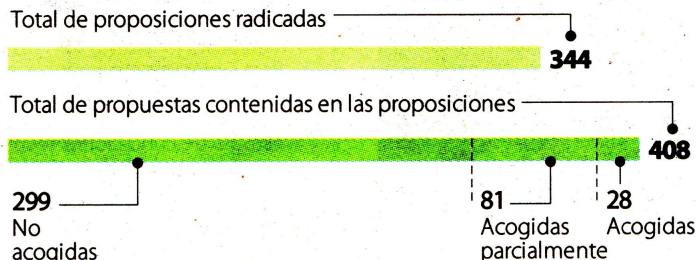 Total de proposiciones radicadas
344
Total de propuestas contenidas en las proposiciones
408
299
No
acogidas
81
Acogidas
parcialmente
28
Acogidas